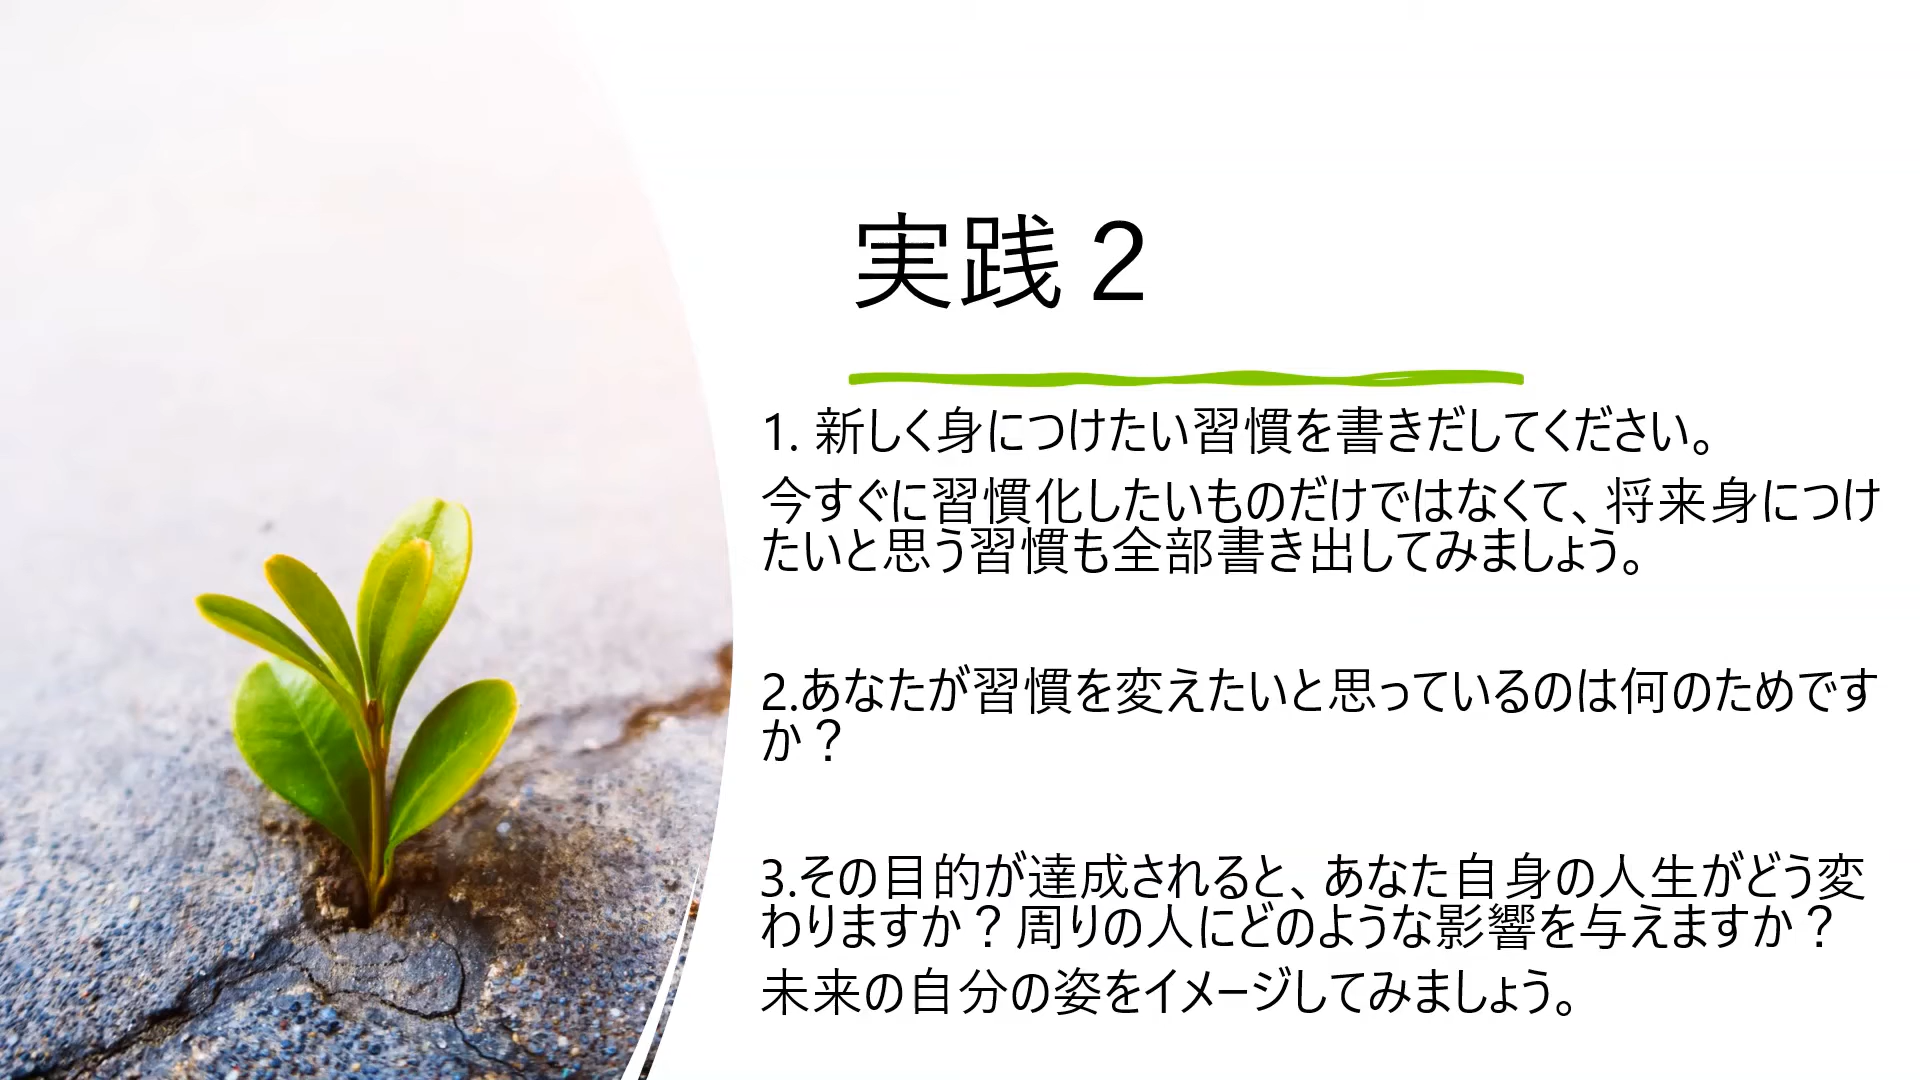 実践２
1. 新しく身につけたい習慣を書きだしてください。
今すぐに習慣化したいものだけではなくて、将来身につけ
たいと思う習慣も全部書き出してみましょう。
2.あなたが習慣を変えたいと思っているのは何のためです
か？
3.その目的が達成されると、あなた自身の人生がどう変
わりますか？周りの人にどのような影響を与えますか？
未来の自分の姿をイメージしてみましょう。